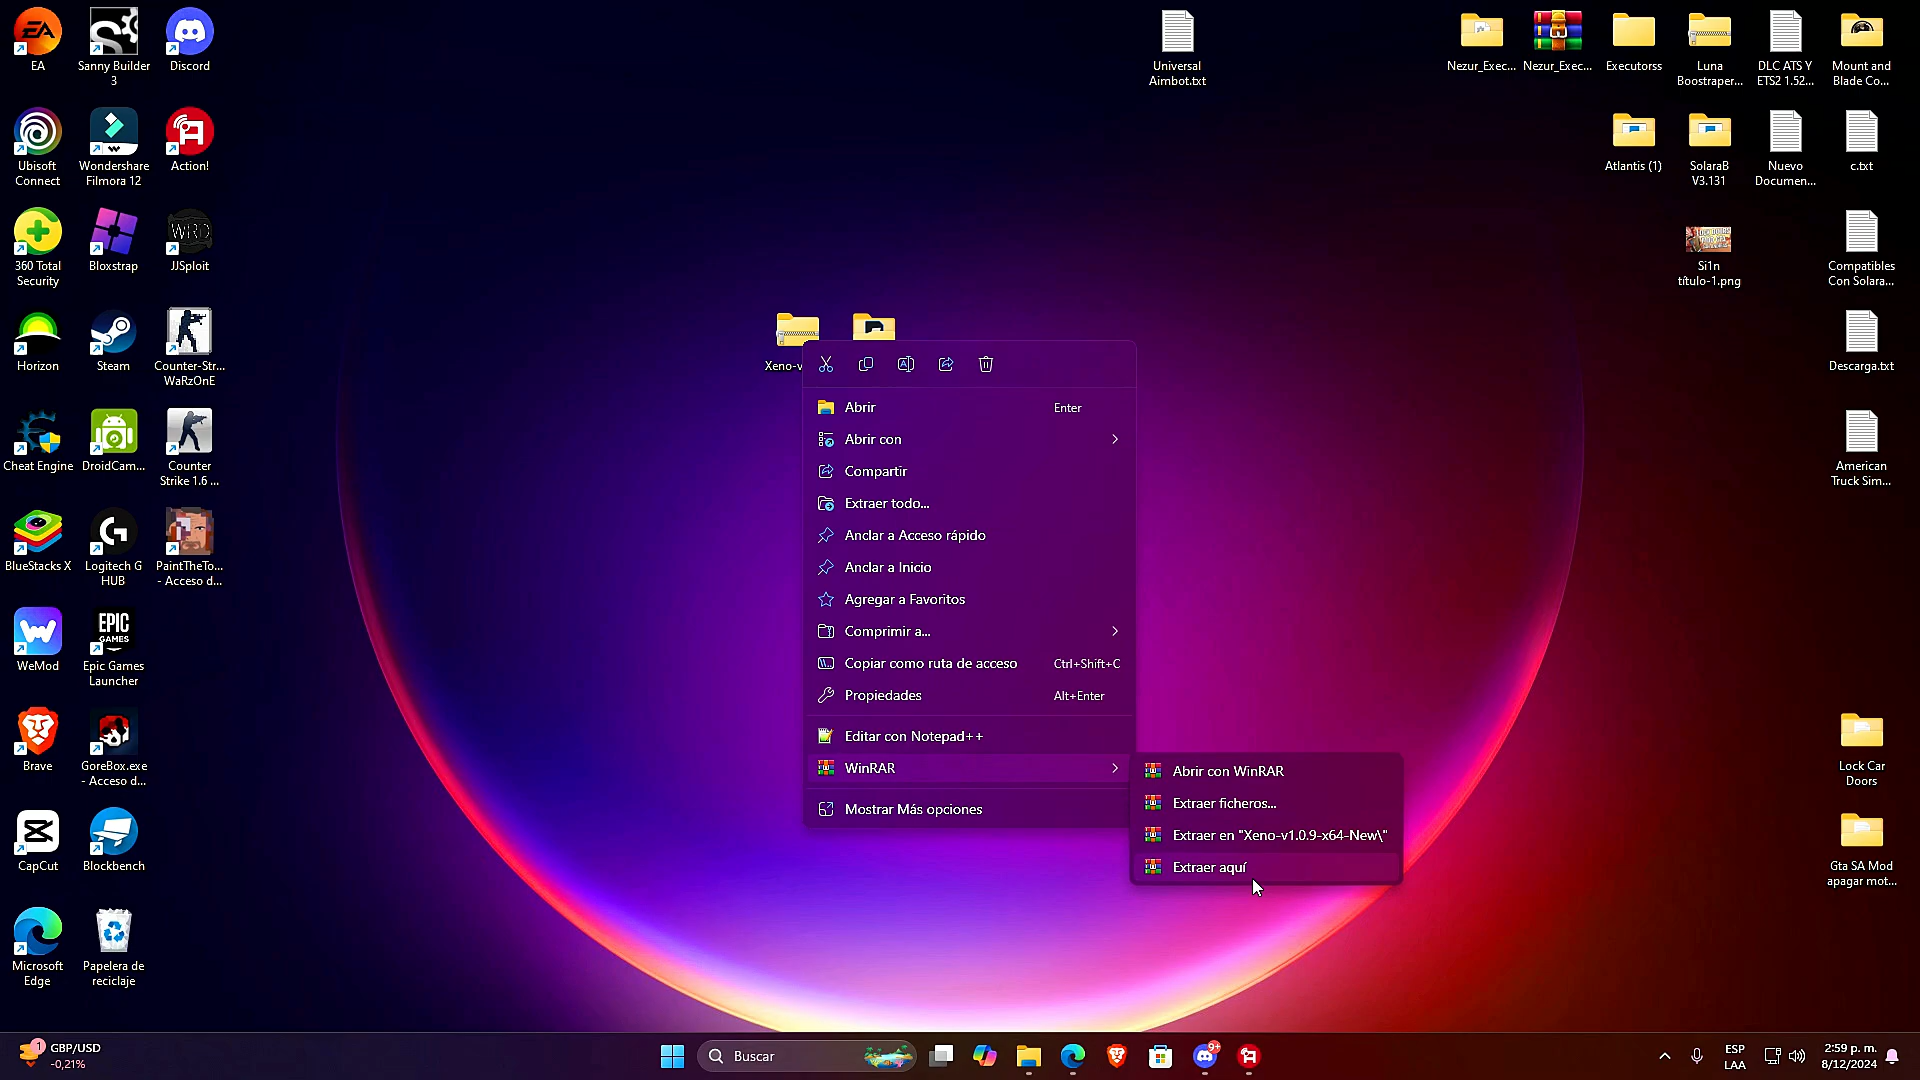 EA
Sanny Builder
3
Discord
Universal
Aimbot.txt
Nezur_Exec...
Nezur_Exec...
Executorss
Luna
Boostraper...
DLC ATS Y
ETS2 1.52...
Mount and
Blade Co...
Ubisoft
Connect
Wondershare
Filmora 12
Action!
Atlantis (1)
SolaraB
V3.131
Nuevo
Documen...
c.txt
360 Total
Security
Bloxstrap
WRD
JJSploit
Si1n
título-1.png
Compatibles
Con Solara...
Horizon
Steam
Counter-Str...
WaRzOnE
Xeno-v
Descarga.txt
Abrir
Enter
Abrir con
Compartir
Extraer todo...
Anclar a Acceso rápido
Anclar a Inicio
Agregar a Favoritos
Comprimir a...
Copiar como ruta de acceso
Ctrl+Shift+C
Propiedades
Alt+Enter
Editar con Notepad++
WinRAR
Mostrar Más opciones
Abrir con WinRAR
Extraer ficheros...
Extraer en "Xeno-v1.0.9-x64-New\"
Extraer aquí
Cheat Engine
DroidCam...
Counter
Strike 1.6 ...
American
Truck Sim...
BlueStacks X
Logitech G
HUB
PaintTheTo...
- Acceso d...
WeMod
EPIC
GAMES
Epic Games
Launcher
Brave
GoreBox.exe
- Acceso d...
Lock Car
Doors
CapCut
Blockbench
Gta SA Mod
apagar mot...
Microsoft
Edge
Papelera de
reciclaje
1
GBP/USD
-0,21%
Buscar
9+
ESP
LAA
2:59 p. m.
8/12/2024